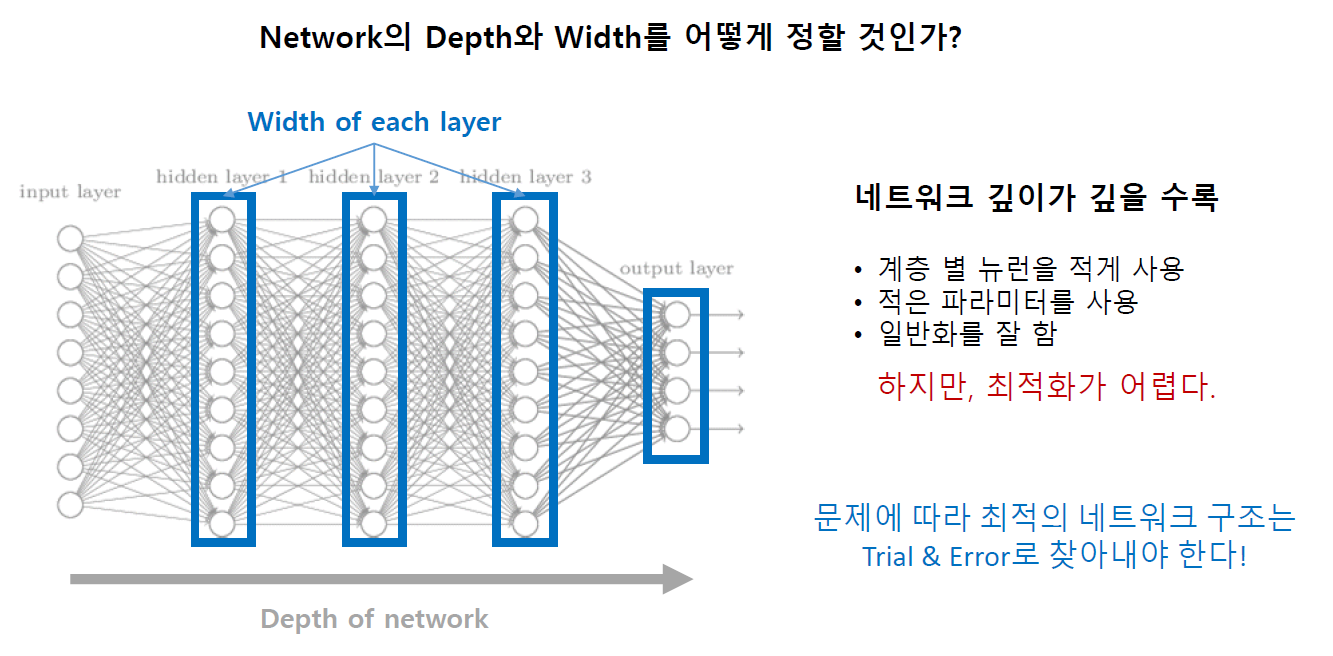 Network의 Depth와 Width를 어떻게 정할 것인가?
Width of each layer
input layer
hidden layer 1
hidden layer 2
hidden layer 3
output layer
Depth of network
네트워크 깊이가 깊을 수록
• 계층 별 뉴런을 적게 사용
• 적은 파라미터를 사용
• 일반화를 잘 함
하지만, 최적화가 어렵다.
문제에 따라 최적의 네트워크 구조는
Trial & Error로 찾아내야 한다!